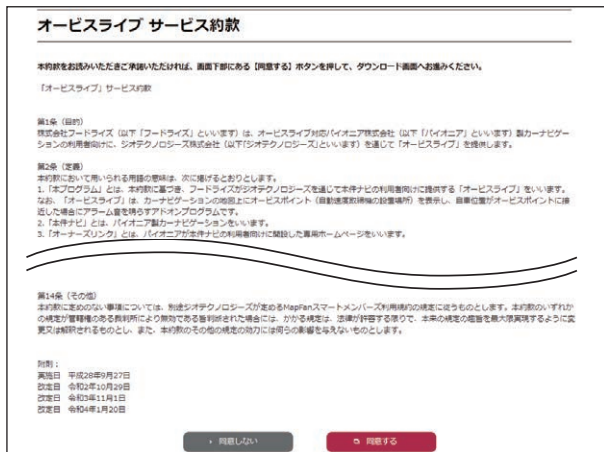 オービスライブ サービス約款
本約款をお読みいただきご承諾いただければ、画面下部にある【同意する】ボタンを押して、ダウンロード画面へお進みください。
「オービスライブ」サービス約款
第1条（目的）
株式会社フードライズ（以下「フードライズ」といいます）は、オービスライブ対応パイオニア株式会社（以下「パイオニア」といいます）製カーナビゲー
ションの利用者向けに、ジオテクノロジーズ株式会社（以下「ジオテクノロジーズ」といいます）を通じて「オービスライブ」を提供します。
第2条（定義）
本約款において用いられる用語の意味は、次に掲げるとおりとします。
1.「本プログラム」とは、本約款に基づき、フードライズがジオテクノロジーズを通じて本件ナビの利用者向けに提供する「オービスライブ」をいいます。
なお、「オービスライブ」は、カーナビゲーションの地図上にオービスポイント（自動速度取締機の設置場所）を表示し、自車位置がオービスポイントに接
近した場合にアラーム音を鳴らすアドオンプログラムです。
2.「本件ナビ」とは、パイオニア製カーナビゲーションをいいます。
3.「オーナーズリンク」とは、パイオニアが本件ナビの利用者向けに開設した専用ホームページをいいます。
第14条（その他）
本約款に定めのない事項については、別途ジオテクノロジーズが定めるMapFanスマートメンバーズ利用規約の規定に従うものとします。本約款のいずれか
の規定が管轄権のある裁判所により無効である旨判断された場合には、かかる規定は、法律が許容する限りで、本来の規定の趣旨を最大限実現するように変
更又は解釈されるものとし、また、本約款のその他の規定の効力には何らの影響を与えないものとします。
附則：
実施日 平成28年9月27日
改定日 令和2年10月29日
改定日 令和3年11月1日
改定日 令和4年1月20日
同意しない 同意する